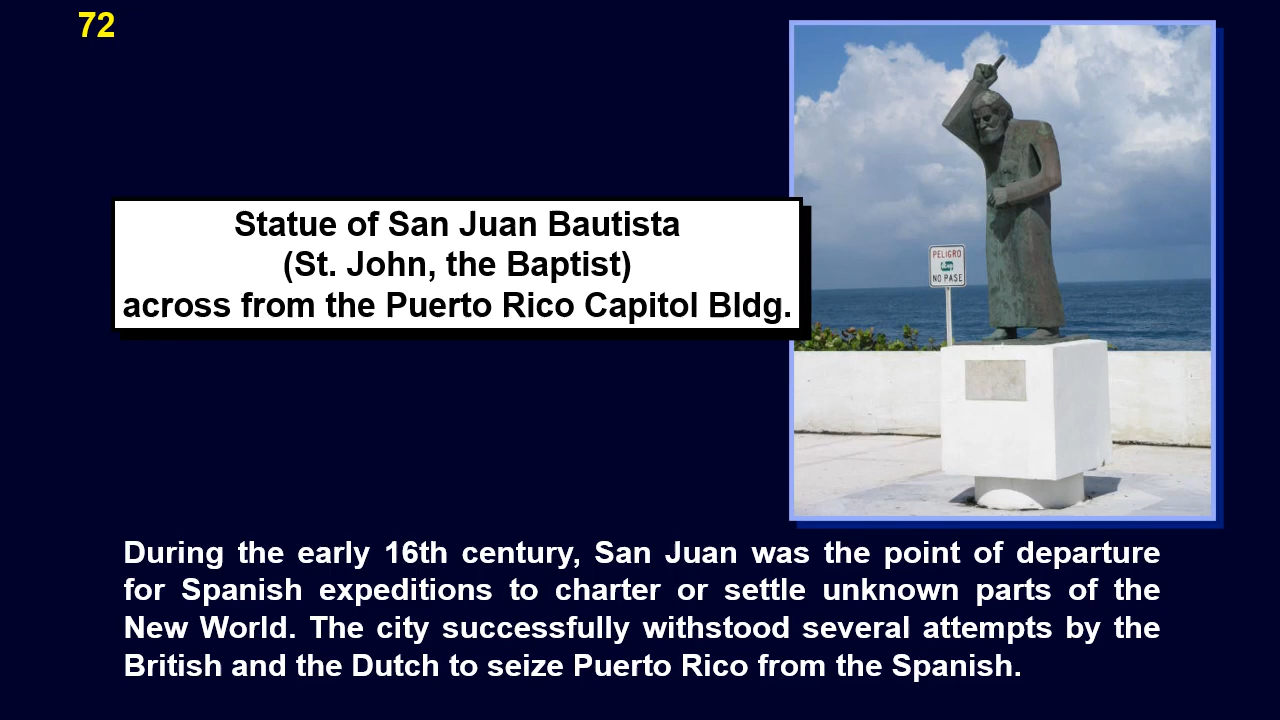 72
Statue of San Juan Bautista
(St. John, the Baptist)
across from the Puerto Rico Capitol Bldg.
PELIGRO
NO PASE
During the early 16th century, San Juan was the point of departure
for Spanish expeditions to charter or settle unknown parts of the
New World. The city successfully withstood several attempts by the
British and the Dutch to seize Puerto Rico from the Spanish.